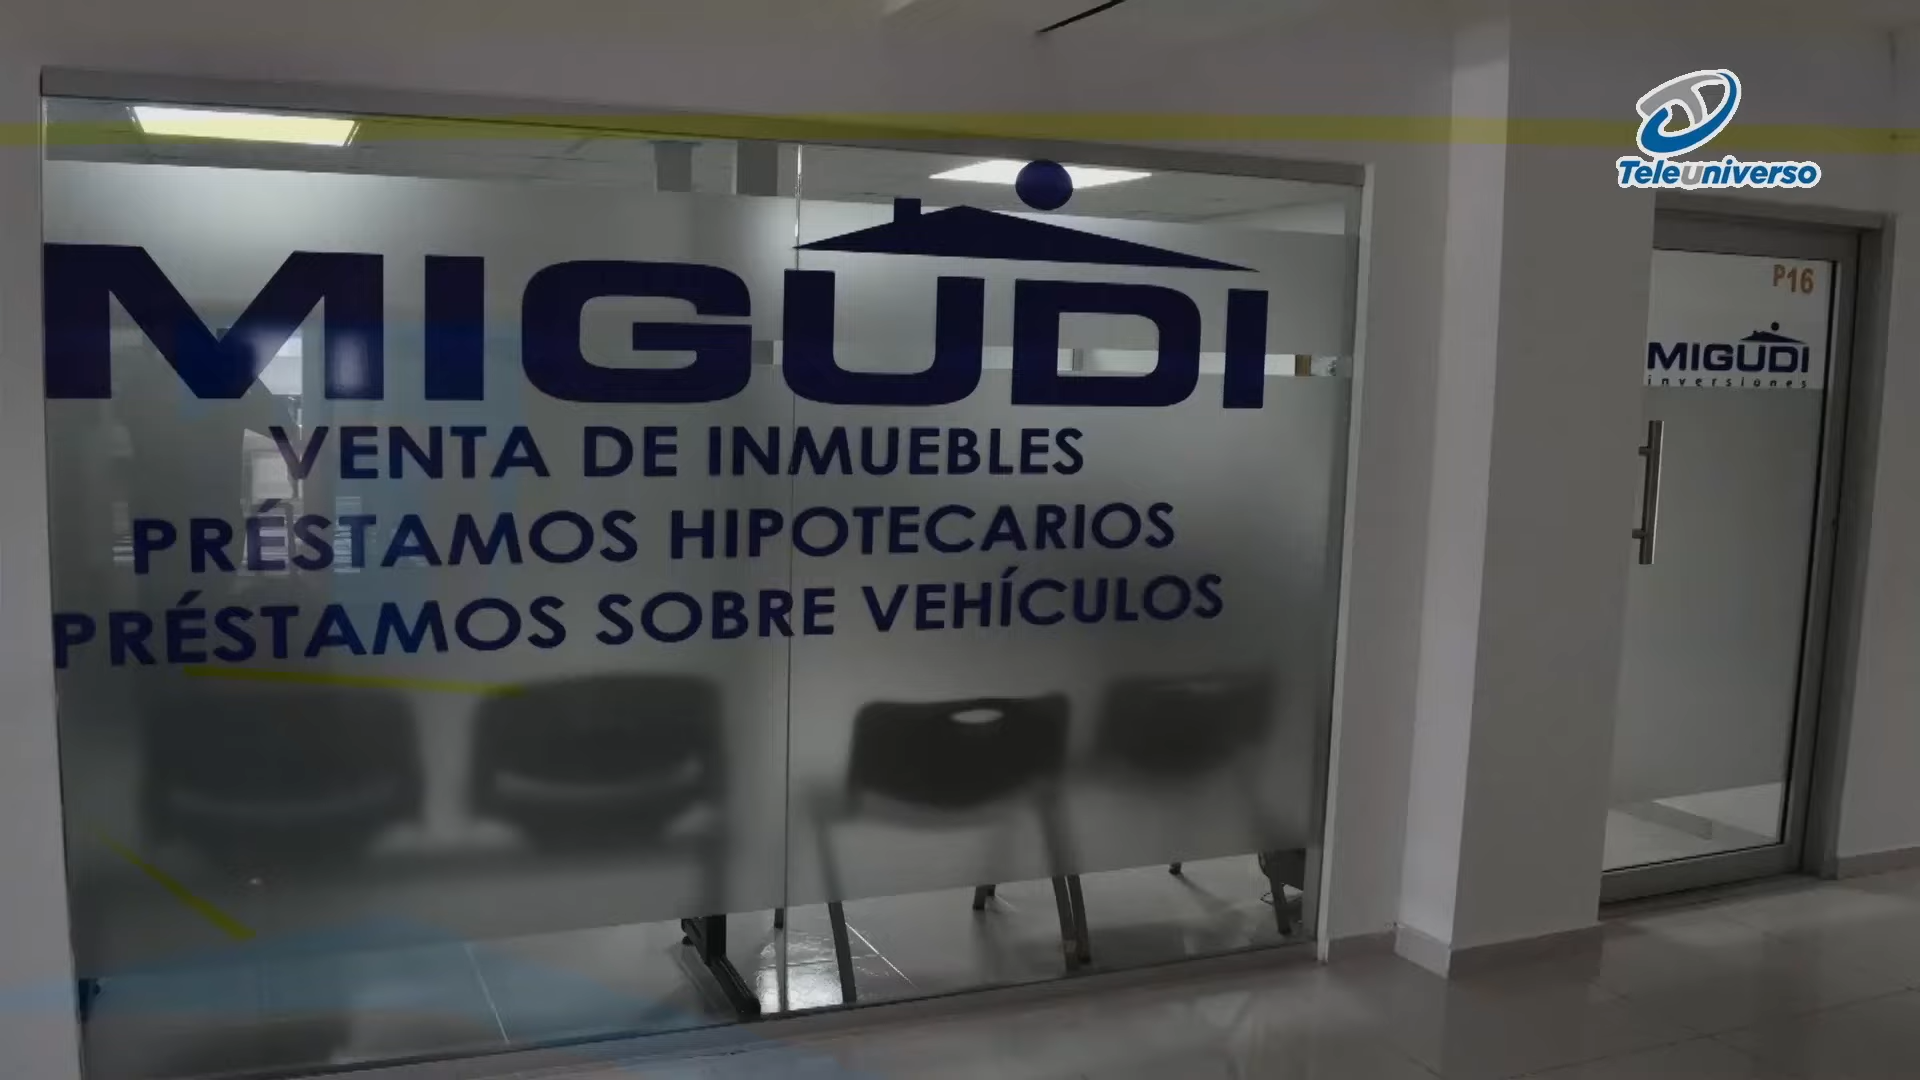 Teleuniverso
MIGUDI
VENTA DE INMUEBLES
PRÉSTAMOS HIPOTECARIOS
PRÉSTAMOS SOBRE VEHÍCULOS
P16
MIGUDI
inversiones